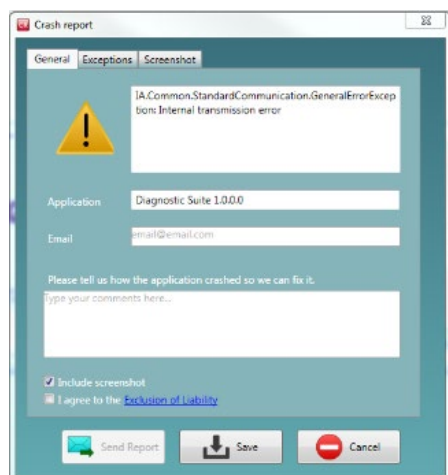 Crash report
General Exceptions Screenshot
IA.Common.StandardCommunication.GeneralErrorExcep
tion: Internal transmission error
Application Diagnostic Suite 1.0.0.0
Email email@email.com
Please tell us how the application crashed so we can fix it.
Type your comments here...
Include screenshot
I agree to the Exclusion of Liability
Send Report Save Cancel